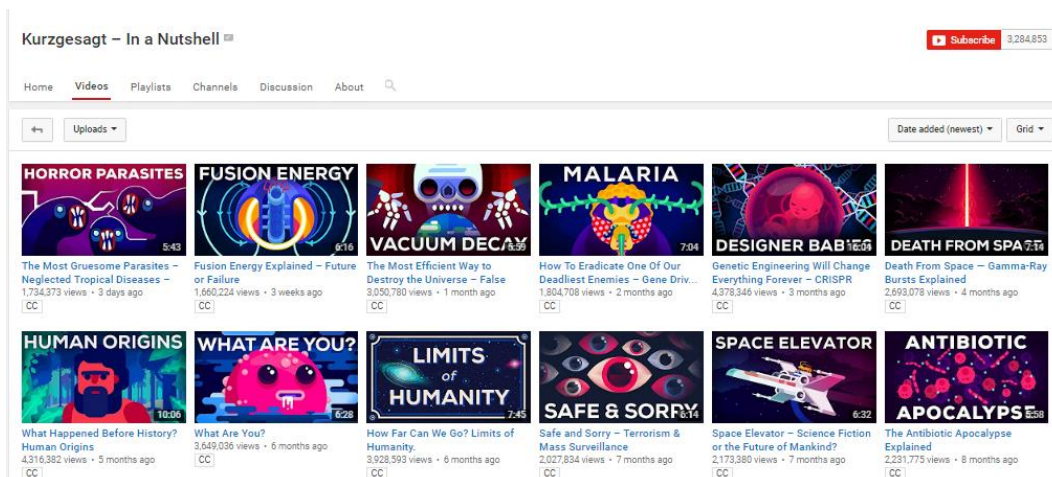 Kurzgesagt – In a Nutshell
Subscribe 3,284,853
Home Videos Playlists Channels Discussion About
Uploads
Date added (newest) Grid
HORROR PARASITES
5:43
The Most Gruesome Parasites –
Neglected Tropical Diseases –
1,734,373 views • 3 days ago
CC
FUSION ENERGY
6:16
Fusion Energy Explained – Future
or Failure
1,660,224 views • 3 weeks ago
CC
VACUUM DECAY
5:59
The Most Efficient Way to
Destroy the Universe – False
3,050,780 views • 1 month ago
CC
MALARIA
7:04
How To Eradicate One Of Our
Deadliest Enemies – Gene Driv...
1,804,708 views • 2 months ago
CC
DESIGNER BABIES
16:04
Genetic Engineering Will Change
Everything Forever – CRISPR
4,378,346 views • 3 months ago
CC
DEATH FROM SPACE
7:14
Death From Space — Gamma-Ray
Bursts Explained
2,693,078 views • 4 months ago
CC
HUMAN ORIGINS
10:06
What Happened Before History?
Human Origins
4,316,382 views • 5 months ago
CC
WHAT ARE YOU?
6:28
What Are You?
3,649,036 views • 6 months ago
CC
LIMITS
of
HUMANITY
7:45
How Far Can We Go? Limits of
Humanity.
3,928,593 views • 6 months ago
CC
SAFE & SORRY
6:14
Safe and Sorry – Terrorism &
Mass Surveillance
2,027,834 views • 7 months ago
CC
SPACE ELEVATOR
6:32
Space Elevator – Science Fiction
or the Future of Mankind?
2,173,380 views • 7 months ago
CC
ANTIBIOTIC
APOCALYPSE
5:58
The Antibiotic Apocalypse
Explained
2,231,775 views • 8 months ago
CC